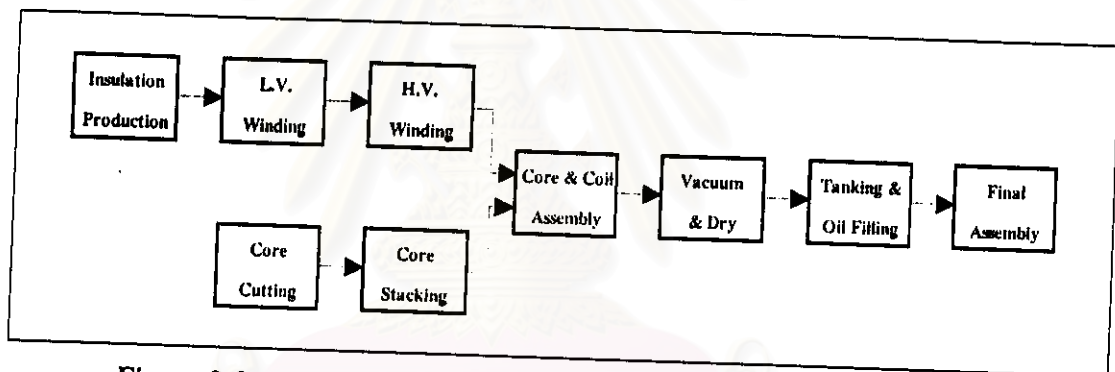 Insulation
Production
L.V.
Winding
H.V.
Winding
Core & Coil
Assembly
Vacuum
& Dry
Tanking &
Oil Filling
Final
Assembly
Core
Cutting
Core
Stacking